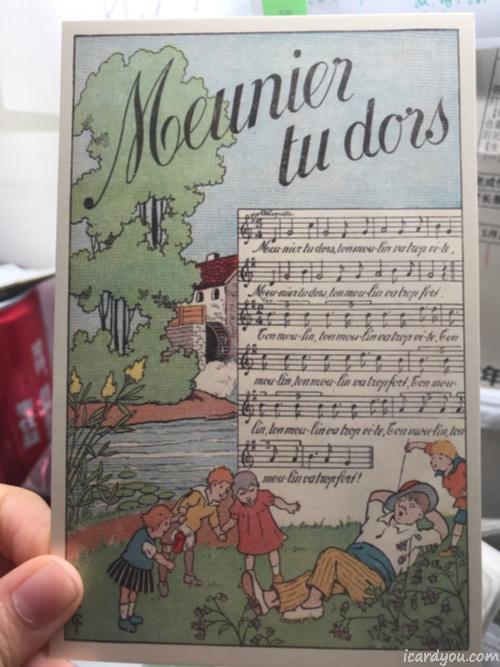 Meunier
tu dors
Allegretto
Meu-nier tu dors, ton mou-lin va trop vi-te,
Meu-nier tu dors, ton mou-lin va trop fort.
Ton mou-lin, ton mou-lin va trop vi-te, Ton
mou-lin, ton mou-lin va trop fort, Ton mou-
lin, ton mou-lin va trop vi-te, Ton mou-lin, ton
mou-lin va trop fort!
icardyou.com